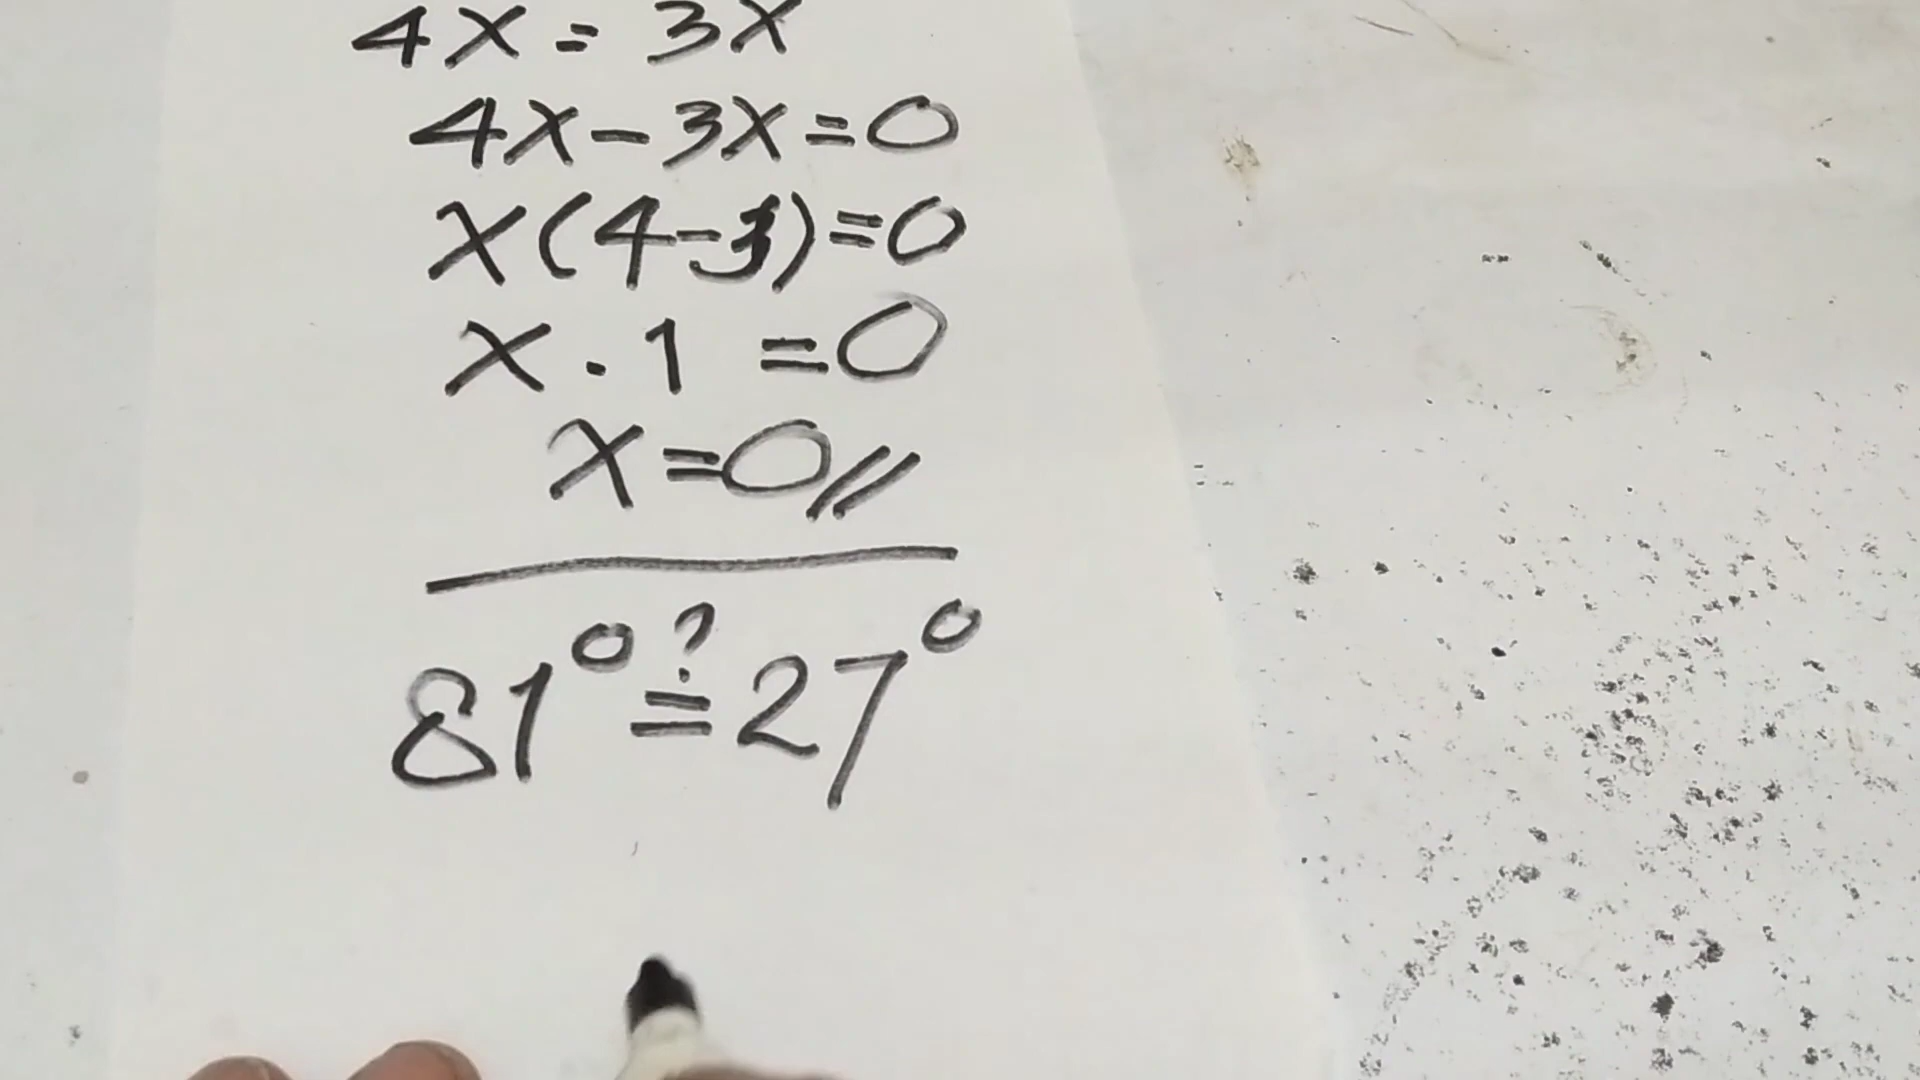 4x = 3x
4x - 3x = 0
x(4-3) = 0
x . 1 = 0
x = 0//
81⁰ ≟ 27⁰